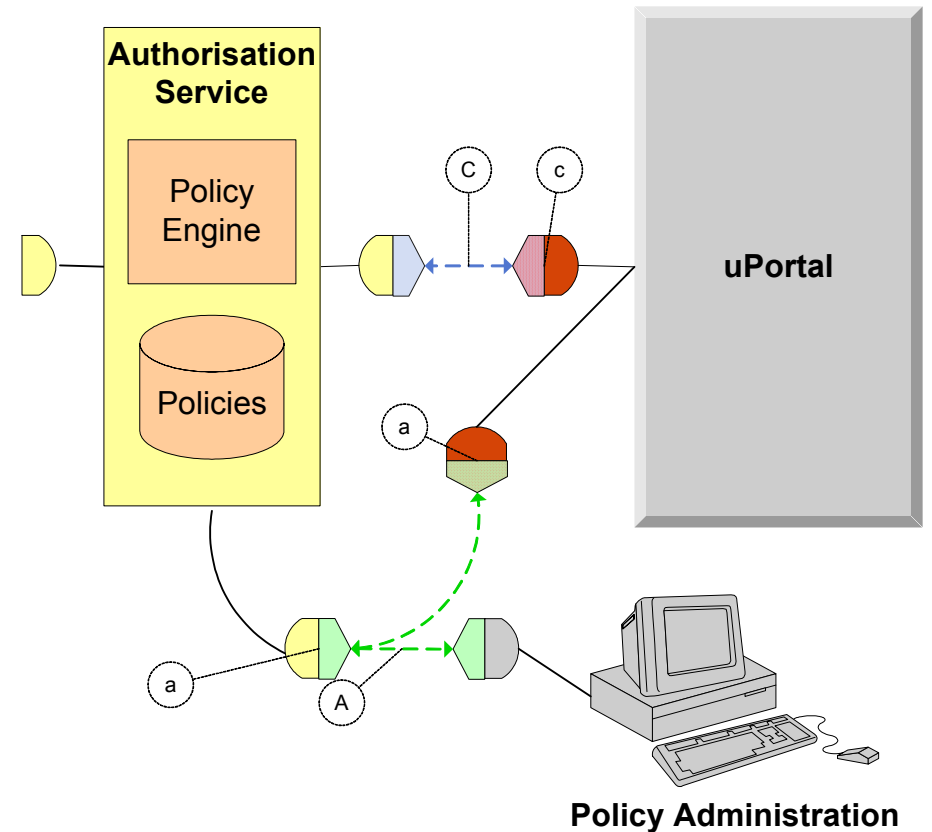 Authorisation
Service
Policy
Engine
Policies
C
c
uPortal
a
a
A
Policy Administration